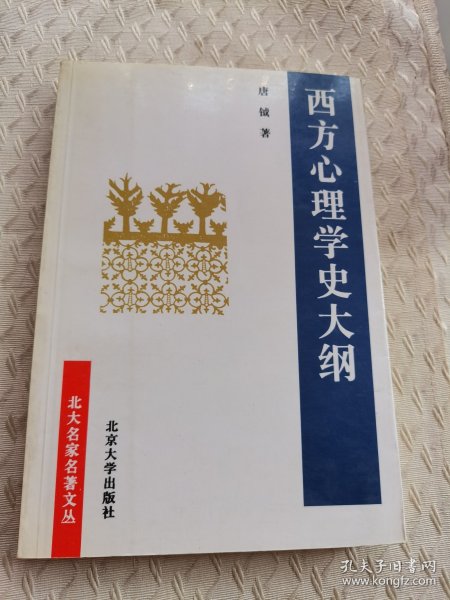 西方心理学史大纲
唐钺 著
北京大学出版社
北大名家名著文丛
孔夫子旧书网
www.kongfz.com